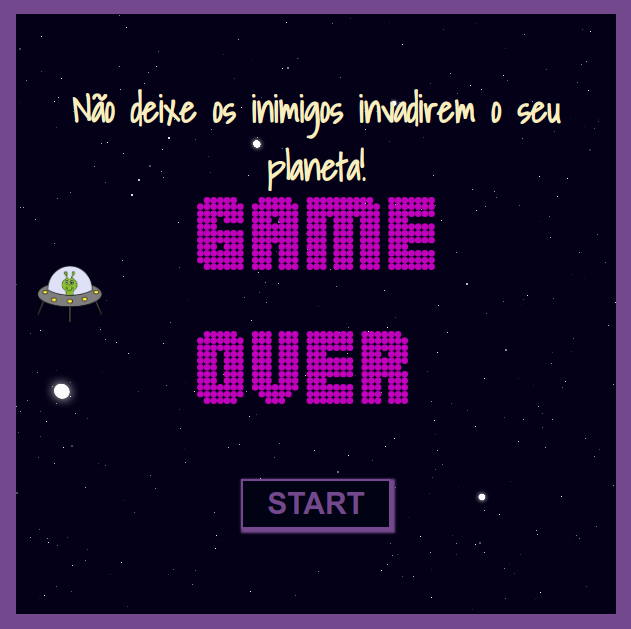 Não deixe os inimigos invadirem o seu
planeta!
GAME
OVER
START